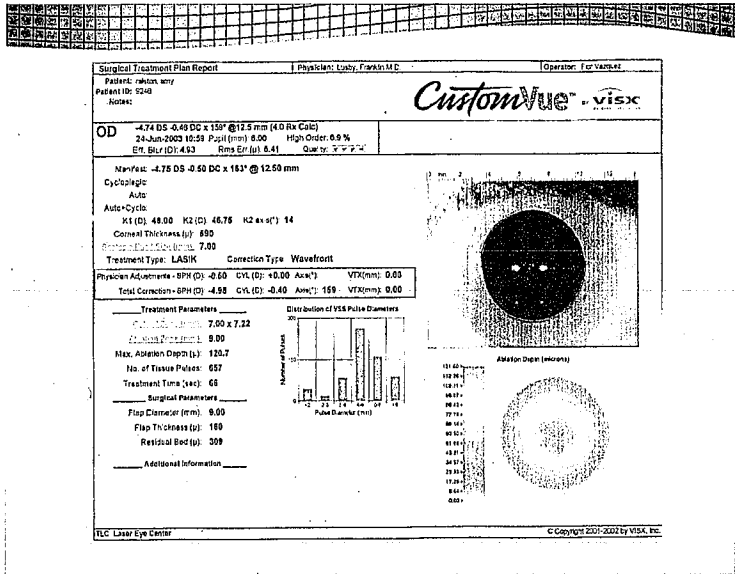 Surgical Treatment Plan Report
Physician: Lusby, Franklin M.D.
Operator: Vazquez
Patient: ralston, amy
Patient ID: 9248
Notes:
CustomVue™ VISX
OD -4.74 DS -0.46 DC x 159° @12.5 mm (4.0 Rx Calc)
24-Jun-2003 10:59 Pupil (mm): 6.00 High Order: 6.9 %
Eff. Blur (D): 4.93 Rms Err.(μ): 6.41 Quality:
Manifest: -4.75 DS -0.50 DC x 163° @ 12.50 mm
Cycloplegic:
Auto:
Auto+Cyclo:
K1 (D): 46.00 K2 (D): 46.75 K2 axis(°): 14
Corneal Thickness (μ): 590
7.00
Treatment Type: LASIK Correction Type Wavefront
Physician Adjustments - SPH (D): -0.60 CYL (D): +0.00 Axis(°): VTX(mm): 0.00
Total Correction - SPH (D): -4.98 CYL (D): -0.40 Axis(°): 159 VTX(mm): 0.00
Treatment Parameters
7.00 x 7.22
9.00
Max. Ablation Depth (μ): 120.7
No. of Tissue Pulses: 657
Treatment Time (sec): 66
Surgical Parameters
Flap Diameter (mm): 9.00
Flap Thickness (μ): 160
Residual Bed (μ): 309
Additional Information
Distribution of VSS Pulse Diameters
Number of Pulses
Pulse Diameter (mm)
Ablation Depth (microns)
TLC Laser Eye Center
© Copyright 2001-2002 by VISX, Inc.